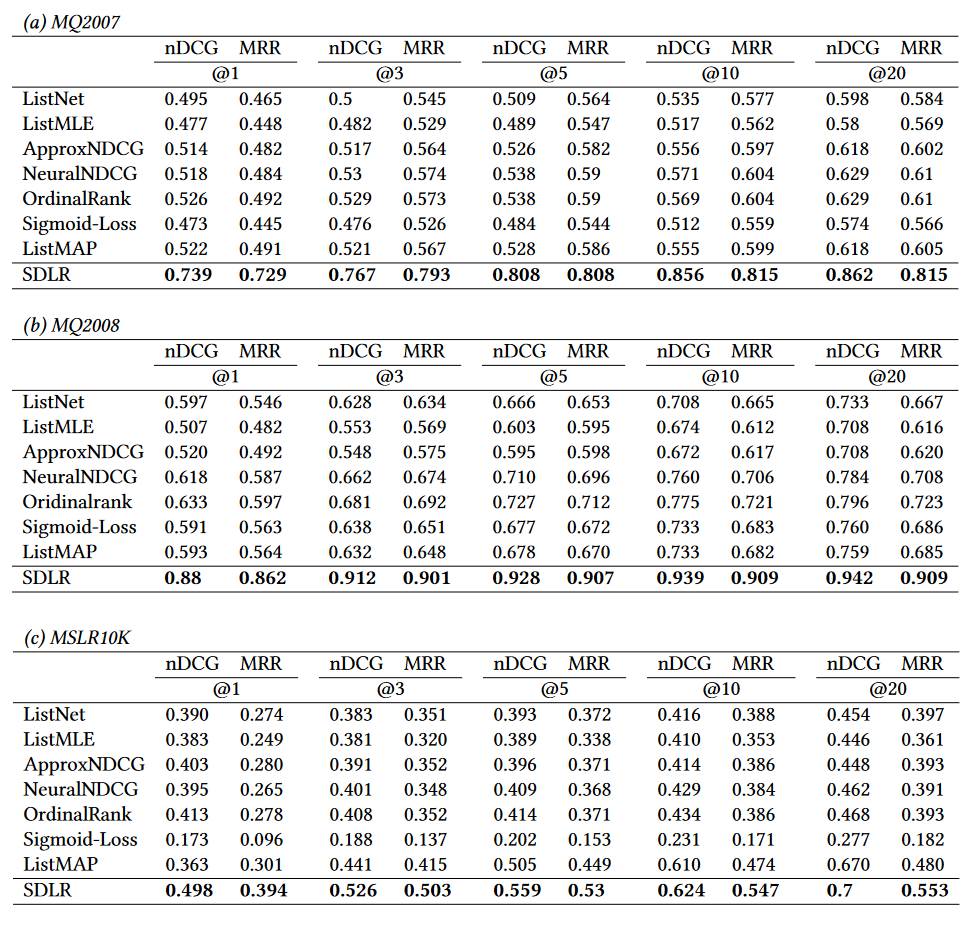 (a) MQ2007
nDCG MRR nDCG MRR nDCG MRR nDCG MRR nDCG MRR
@1 @3 @5 @10 @20
ListNet 0.495 0.465 0.5 0.545 0.509 0.564 0.535 0.577 0.598 0.584
ListMLE 0.477 0.448 0.482 0.529 0.489 0.547 0.517 0.562 0.58 0.569
ApproxNDCG 0.514 0.482 0.517 0.564 0.526 0.582 0.556 0.597 0.618 0.602
NeuralNDCG 0.518 0.484 0.53 0.574 0.538 0.59 0.571 0.604 0.629 0.61
OrdinalRank 0.526 0.492 0.529 0.573 0.538 0.59 0.569 0.604 0.629 0.61
Sigmoid-Loss 0.473 0.445 0.476 0.526 0.484 0.544 0.512 0.559 0.574 0.566
ListMAP 0.522 0.491 0.521 0.567 0.528 0.586 0.555 0.599 0.618 0.605
SDLR 0.739 0.729 0.767 0.793 0.808 0.808 0.856 0.815 0.862 0.815
(b) MQ2008
nDCG MRR nDCG MRR nDCG MRR nDCG MRR nDCG MRR
@1 @3 @5 @10 @20
ListNet 0.597 0.546 0.628 0.634 0.666 0.653 0.708 0.665 0.733 0.667
ListMLE 0.507 0.482 0.553 0.569 0.603 0.595 0.674 0.612 0.708 0.616
ApproxNDCG 0.520 0.492 0.548 0.575 0.595 0.598 0.672 0.617 0.708 0.620
NeuralNDCG 0.618 0.587 0.662 0.674 0.710 0.696 0.760 0.706 0.784 0.708
Oridinalrank 0.633 0.597 0.681 0.692 0.727 0.712 0.775 0.721 0.796 0.723
Sigmoid-Loss 0.591 0.563 0.638 0.651 0.677 0.672 0.733 0.683 0.760 0.686
ListMAP 0.593 0.564 0.632 0.648 0.678 0.670 0.733 0.682 0.759 0.685
SDLR 0.88 0.862 0.912 0.901 0.928 0.907 0.939 0.909 0.942 0.909
(c) MSLR10K
nDCG MRR nDCG MRR nDCG MRR nDCG MRR nDCG MRR
@1 @3 @5 @10 @20
ListNet 0.390 0.274 0.383 0.351 0.393 0.372 0.416 0.388 0.454 0.397
ListMLE 0.383 0.249 0.381 0.320 0.389 0.338 0.410 0.353 0.446 0.361
ApproxNDCG 0.403 0.280 0.391 0.352 0.396 0.371 0.414 0.386 0.448 0.393
NeuralNDCG 0.395 0.265 0.401 0.348 0.409 0.368 0.429 0.384 0.462 0.391
OrdinalRank 0.413 0.278 0.408 0.352 0.414 0.371 0.434 0.386 0.468 0.393
Sigmoid-Loss 0.173 0.096 0.188 0.137 0.202 0.153 0.231 0.171 0.277 0.182
ListMAP 0.363 0.301 0.441 0.415 0.505 0.449 0.610 0.474 0.670 0.480
SDLR 0.498 0.394 0.526 0.503 0.559 0.53 0.624 0.547 0.7 0.553